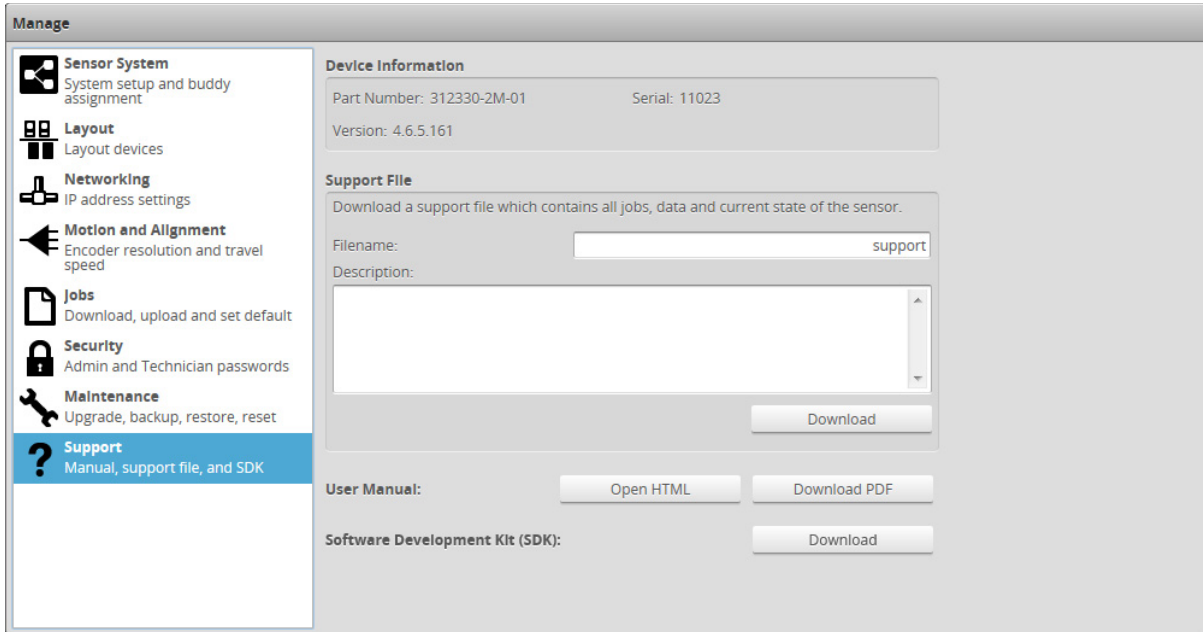 Manage
Sensor System
System setup and buddy
assignment
Layout
Layout devices
Networking
IP address settings
Motion and Alignment
Encoder resolution and travel
speed
Jobs
Download, upload and set default
Security
Admin and Technician passwords
Maintenance
Upgrade, backup, restore, reset
Support
Manual, support file, and SDK
Device Information
Part Number: 312330-2M-01 Serial: 11023
Version: 4.6.5.161
Support File
Download a support file which contains all jobs, data and current state of the sensor.
Filename: support
Description:
Download
User Manual: Open HTML Download PDF
Software Development Kit (SDK): Download